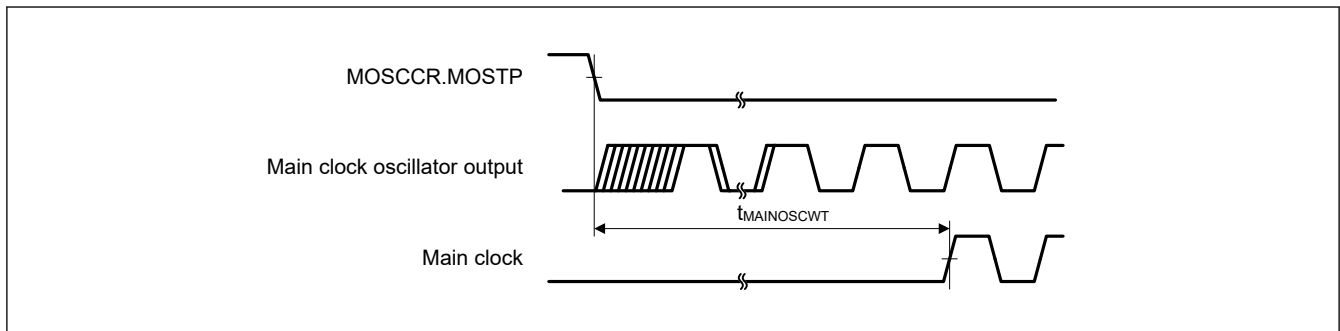 MOSCCR.MOSTP
Main clock oscillator output
tMAINOSCWT
Main clock